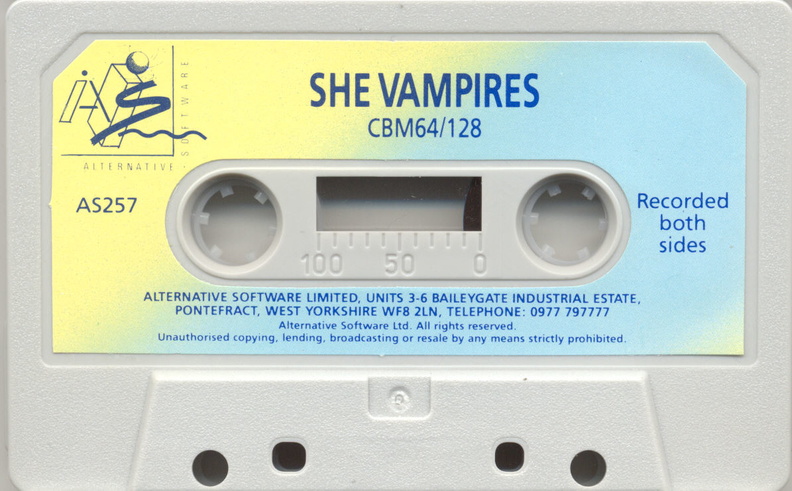 AS
SOFTWARE
ALTERNATIVE
SHE VAMPIRES
CBM64/128
AS257
Recorded
both
sides
100 50 0
ALTERNATIVE SOFTWARE LIMITED, UNITS 3-6 BAILEYGATE INDUSTRIAL ESTATE,
PONTEFRACT, WEST YORKSHIRE WF8 2LN, TELEPHONE: 0977 797777
Alternative Software Ltd. All rights reserved.
Unauthorised copying, lending, broadcasting or resale by any means strictly prohibited.